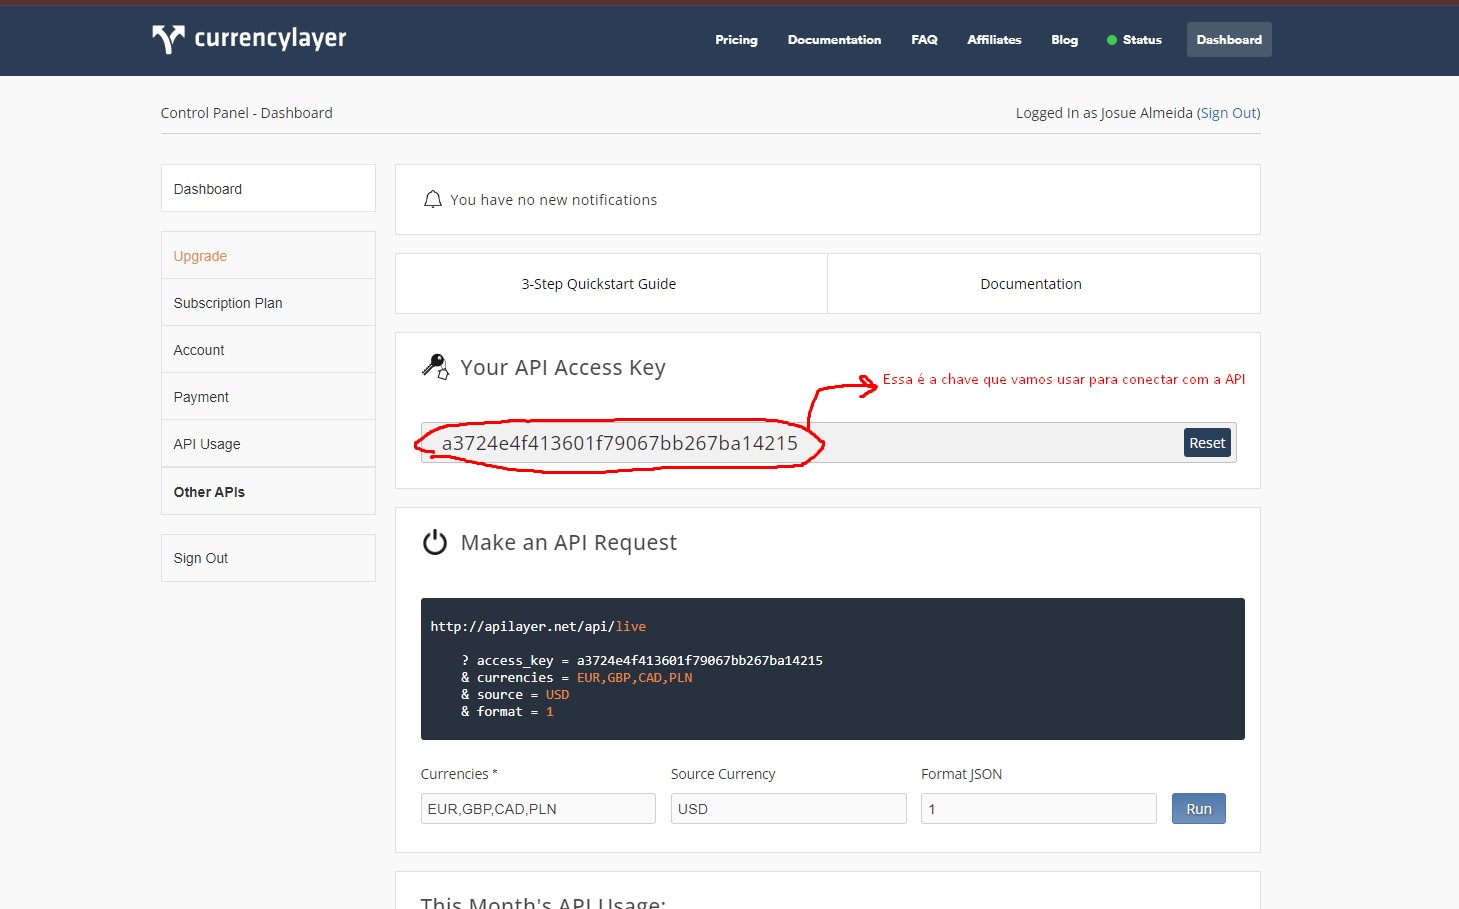 currencylayer
Pricing Documentation FAQ Affiliates Blog Status Dashboard
Control Panel - Dashboard
Logged In as Josue Almeida (Sign Out)
Dashboard
Upgrade
Subscription Plan
Account
Payment
API Usage
Other APIs
Sign Out
You have no new notifications
3-Step Quickstart Guide
Documentation
Your API Access Key
Essa é a chave que vamos usar para conectar com a API
a3724e4f413601f79067bb267ba14215
Reset
Make an API Request
http://apilayer.net/api/live
? access_key = a3724e4f413601f79067bb267ba14215
& currencies = EUR,GBP,CAD,PLN
& source = USD
& format = 1
Currencies * Source Currency Format JSON
EUR,GBP,CAD,PLN USD 1 Run
This Month's API Usage: